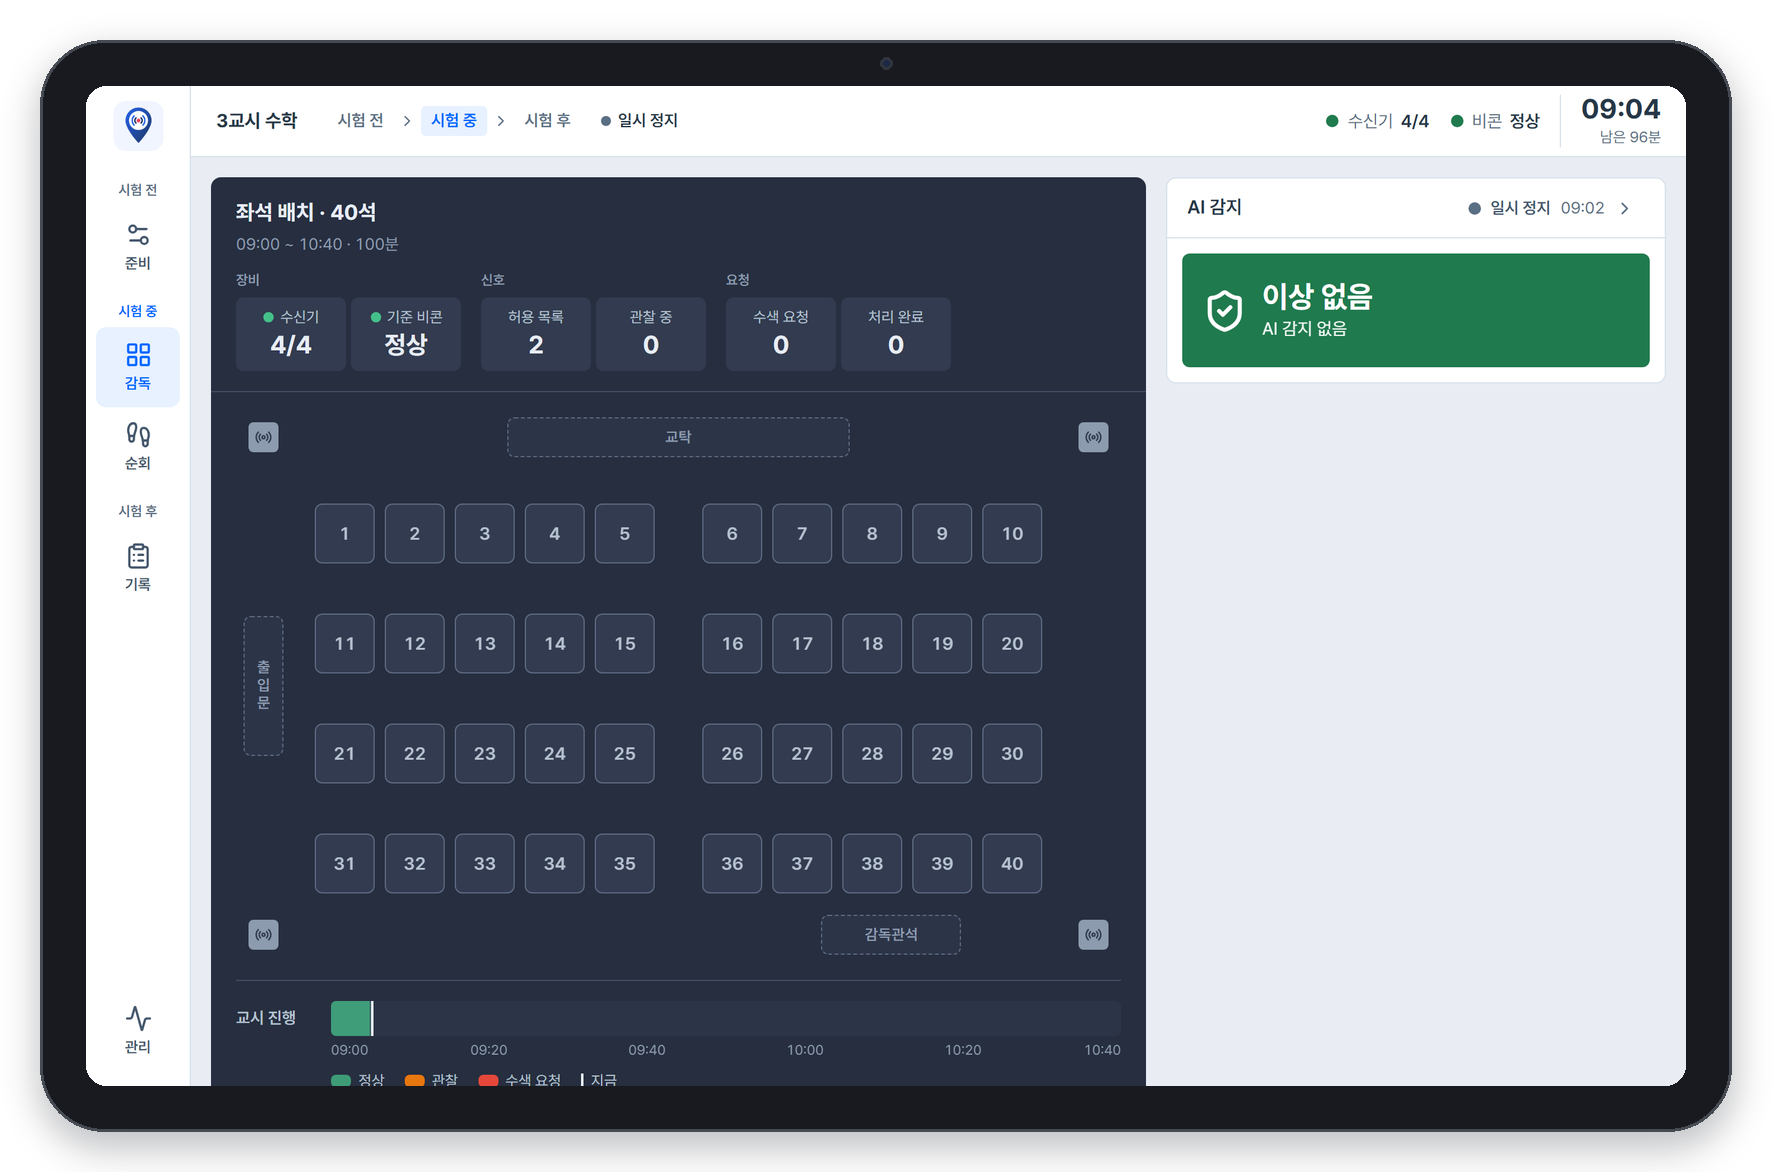 3교시 수학
시험 전
시험 중
시험 후
일시 정지
수신기 4/4
비콘 정상
09:04
남은 96분
시험 전
준비
시험 중
감독
순회
시험 후
기록
관리
좌석 배치 · 40석
09:00 ~ 10:40 · 100분
장비
신호
요청
수신기
4/4
기준 비콘
정상
허용 목록
2
관찰 중
0
수색 요청
0
처리 완료
0
교탁
1 2 3 4 5 6 7 8 9 10
11 12 13 14 15 16 17 18 19 20
출입문
21 22 23 24 25 26 27 28 29 30
31 32 33 34 35 36 37 38 39 40
감독관석
교시 진행
09:00 09:20 09:40 10:00 10:20 10:40
정상 관찰 수색 요청 지금
AI 감지
일시 정지 09:02
이상 없음
AI 감지 없음